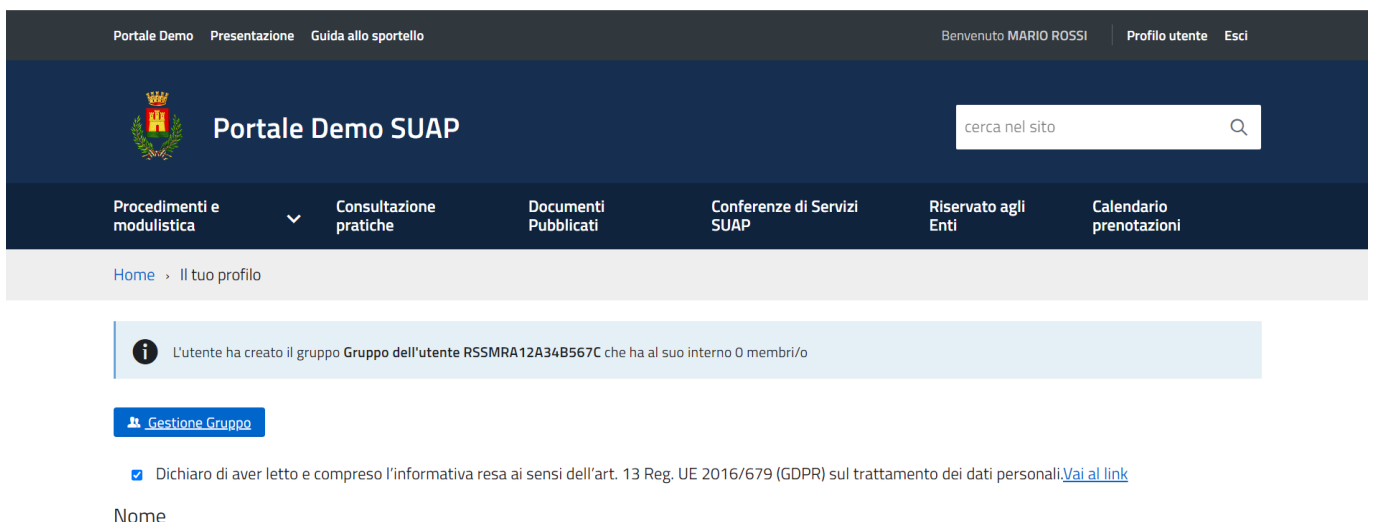 Portale Demo Presentazione Guida allo sportello Benvenuto MARIO ROSSI Profilo utente Esci
Portale Demo SUAP
cerca nel sito
Procedimenti e modulistica
Consultazione pratiche
Documenti Pubblicati
Conferenze di Servizi SUAP
Riservato agli Enti
Calendario prenotazioni
Home › Il tuo profilo
L'utente ha creato il gruppo Gruppo dell'utente RSSMRA12A34B567C che ha al suo interno 0 membri/o
Gestione Gruppo
Dichiaro di aver letto e compreso l'informativa resa ai sensi dell'art. 13 Reg. UE 2016/679 (GDPR) sul trattamento dei dati personali.Vai al link
Nome